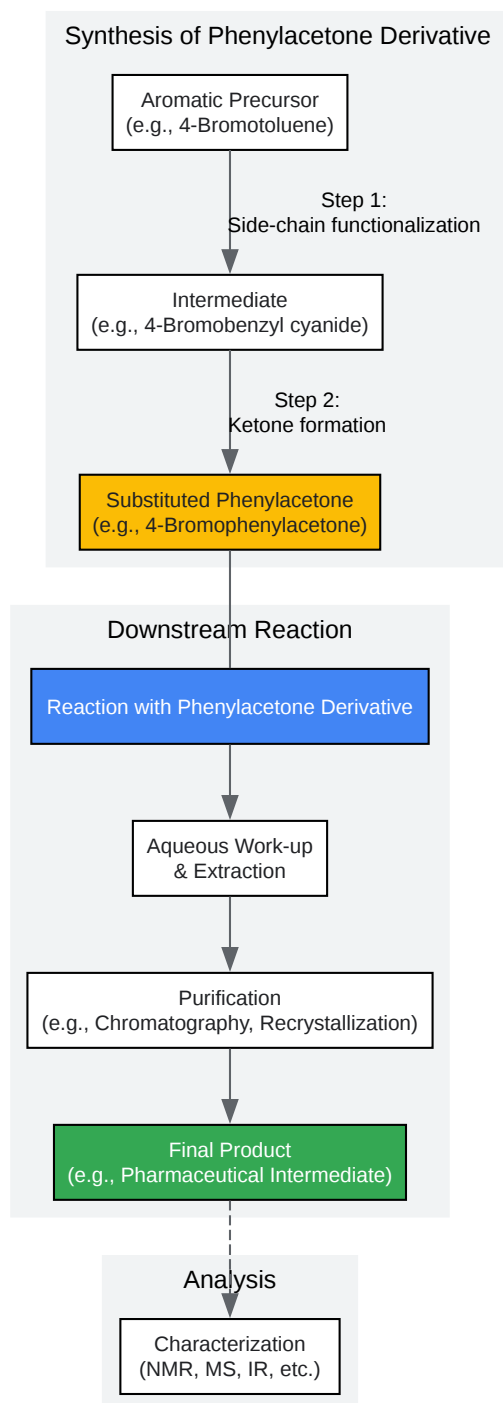 Synthesis of Phenylacetone Derivative
Aromatic Precursor
(e.g., 4-Bromotoluene)
Step 1:
Side-chain functionalization
Intermediate
(e.g., 4-Bromobenzyl cyanide)
Step 2:
Ketone formation
Substituted Phenylacetone
(e.g., 4-Bromophenylacetone)
Downstream Reaction
Reaction with Phenylacetone Derivative
Aqueous Work-up
& Extraction
Purification
(e.g., Chromatography, Recrystallization)
Final Product
(e.g., Pharmaceutical Intermediate)
Analysis
Characterization
(NMR, MS, IR, etc.)